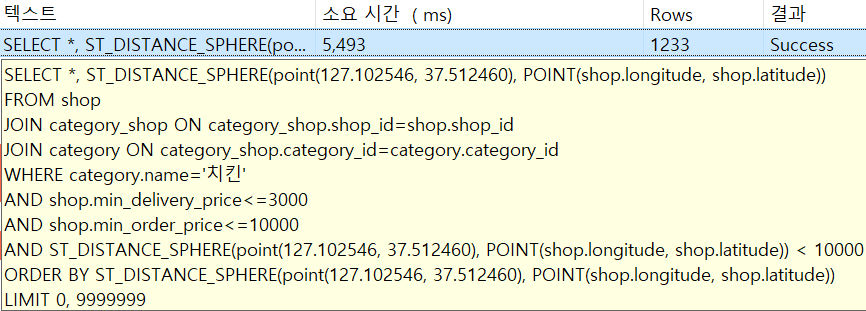 텍스트 소요 시간 ( ms) Rows 결과
SELECT *, ST_DISTANCE_SPHERE(po... 5,493 1233 Success
SELECT *, ST_DISTANCE_SPHERE(point(127.102546, 37.512460), POINT(shop.longitude, shop.latitude))
FROM shop
JOIN category_shop ON category_shop.shop_id=shop.shop_id
JOIN category ON category_shop.category_id=category.category_id
WHERE category.name='치킨'
AND shop.min_delivery_price<=3000
AND shop.min_order_price<=10000
AND ST_DISTANCE_SPHERE(point(127.102546, 37.512460), POINT(shop.longitude, shop.latitude)) < 10000
ORDER BY ST_DISTANCE_SPHERE(point(127.102546, 37.512460), POINT(shop.longitude, shop.latitude))
LIMIT 0, 9999999